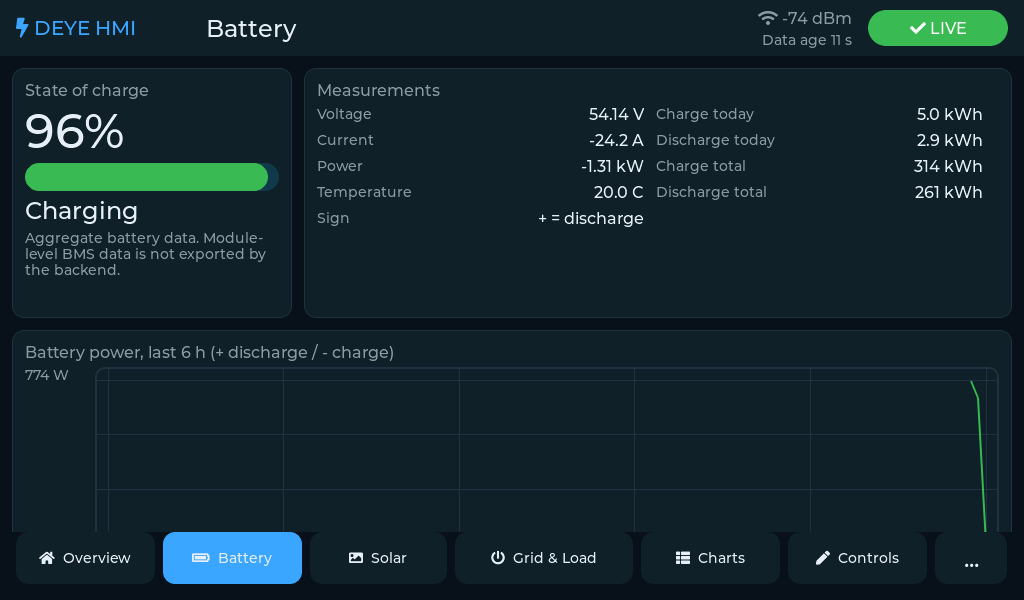 DEYE HMI
Battery
-74 dBm
Data age 11 s
LIVE
State of charge
96%
Charging
Aggregate battery data. Module-
level BMS data is not exported by
the backend.
Measurements
Voltage 54.14 V Charge today 5.0 kWh
Current -24.2 A Discharge today 2.9 kWh
Power -1.31 kW Charge total 314 kWh
Temperature 20.0 C Discharge total 261 kWh
Sign + = discharge
Battery power, last 6 h (+ discharge / - charge)
774 W
Overview Battery Solar Grid & Load Charts Controls ...